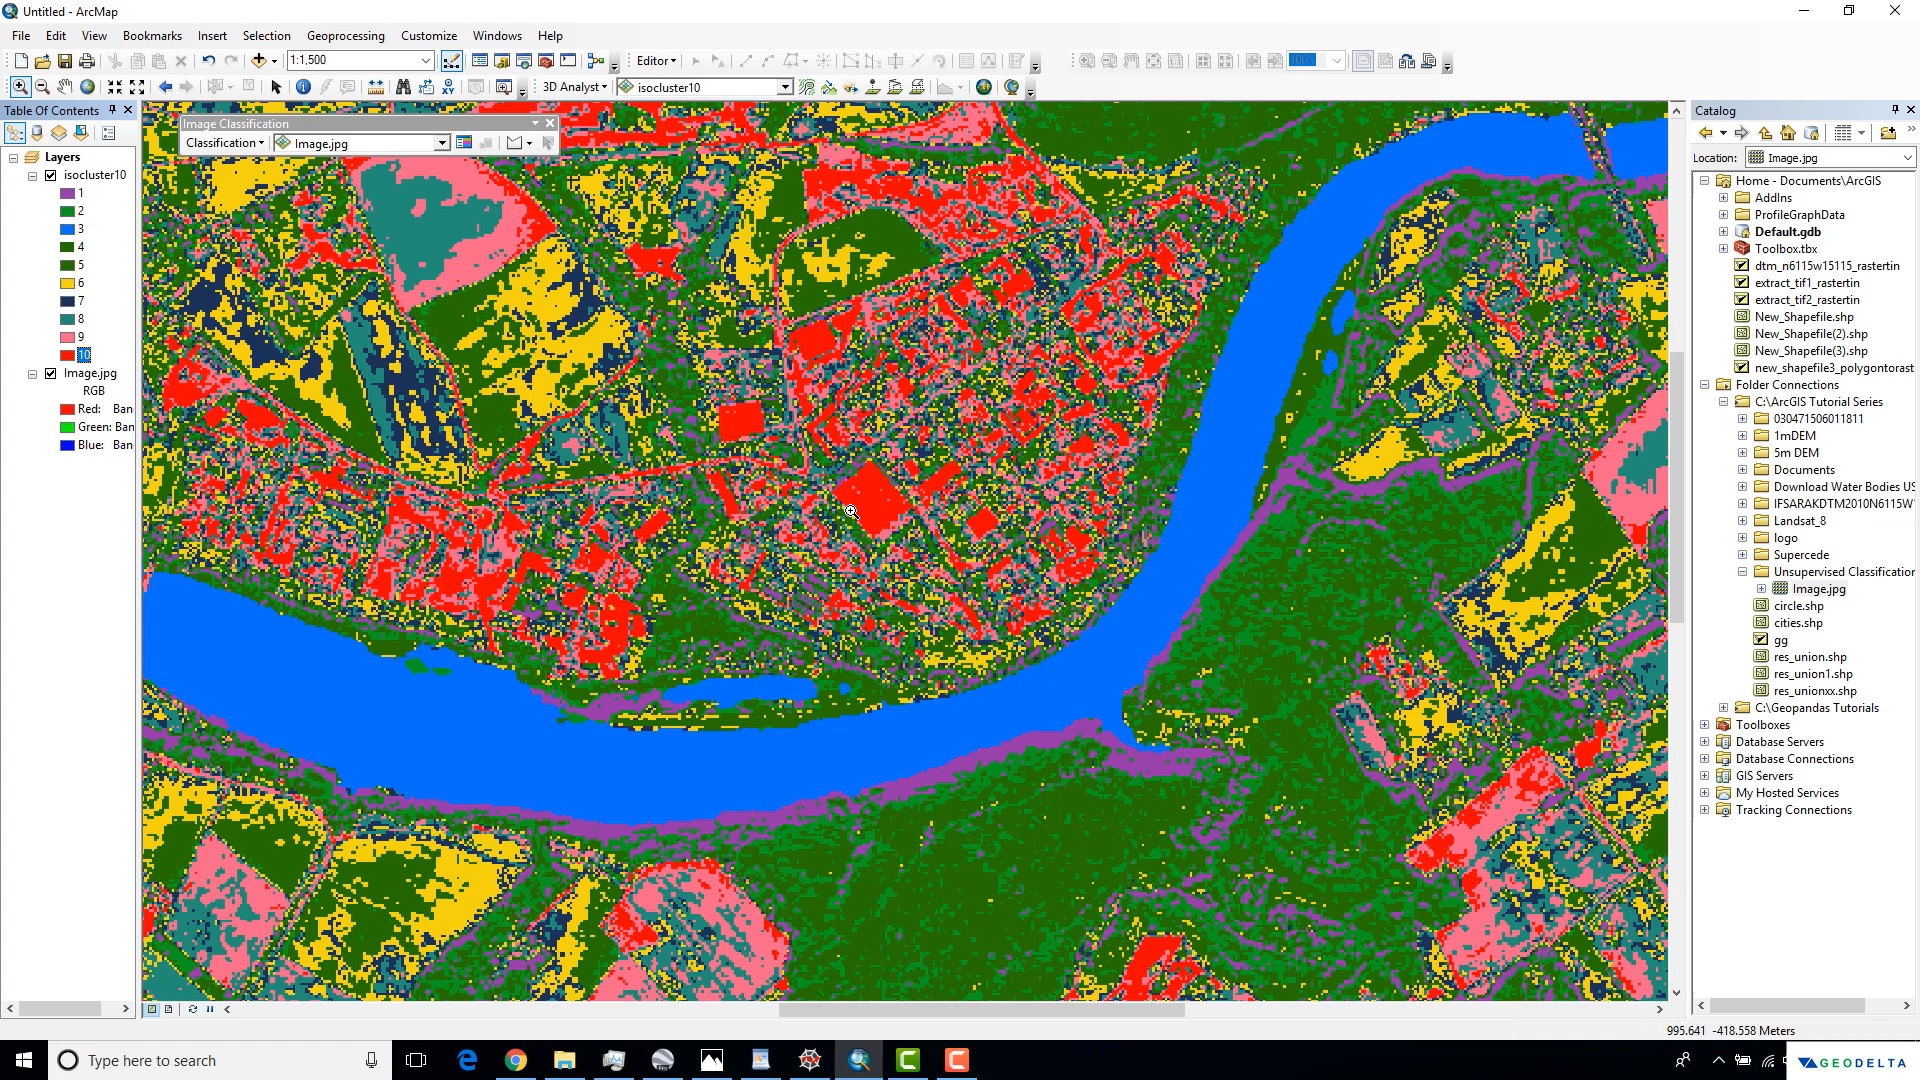 Untitled - ArcMap
File Edit View Bookmarks Insert Selection Geoprocessing Customize Windows Help
1:1,500
Editor
100%
3D Analyst
isocluster10
Table Of Contents
Image Classification
Classification
Image.jpg
Layers
isocluster10
1
2
3
4
5
6
7
8
9
10
Image.jpg
RGB
Red: Ban
Green: Ban
Blue: Ban
Catalog
Location: Image.jpg
Home - Documents\ArcGIS
AddIns
ProfileGraphData
Default.gdb
Toolbox.tbx
dtm_n6115w15115_rastertin
extract_tif1_rastertin
extract_tif2_rastertin
New_Shapefile.shp
New_Shapefile(2).shp
New_Shapefile(3).shp
new_shapefile3_polygontorast
Folder Connections
C:\ArcGIS Tutorial Series
030471506011811
1mDEM
5m DEM
Documents
Download Water Bodies US
IFSARAKDTM2010N6115W
Landsat_8
logo
Supercede
Unsupervised Classification
Image.jpg
circle.shp
cities.shp
gg
res_union.shp
res_union1.shp
res_unionxx.shp
C:\Geopandas Tutorials
Toolboxes
Database Servers
Database Connections
GIS Servers
My Hosted Services
Tracking Connections
995.641 -418.558 Meters
Type here to search
GEODELTA